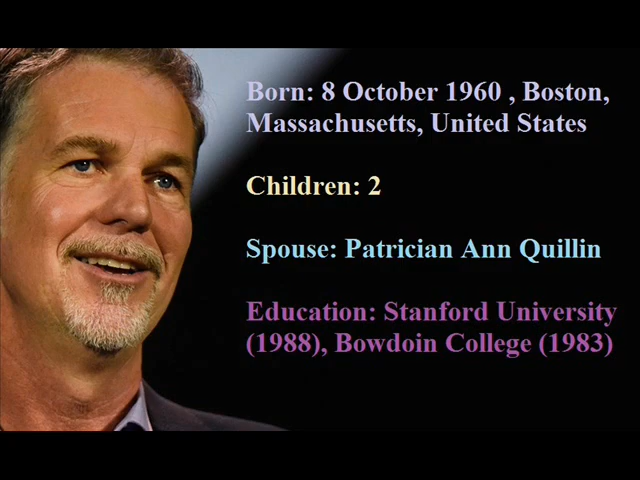 Born: 8 October 1960 , Boston,
Massachusetts, United States
Children: 2
Spouse: Patrician Ann Quillin
Education: Stanford University
(1988), Bowdoin College (1983)